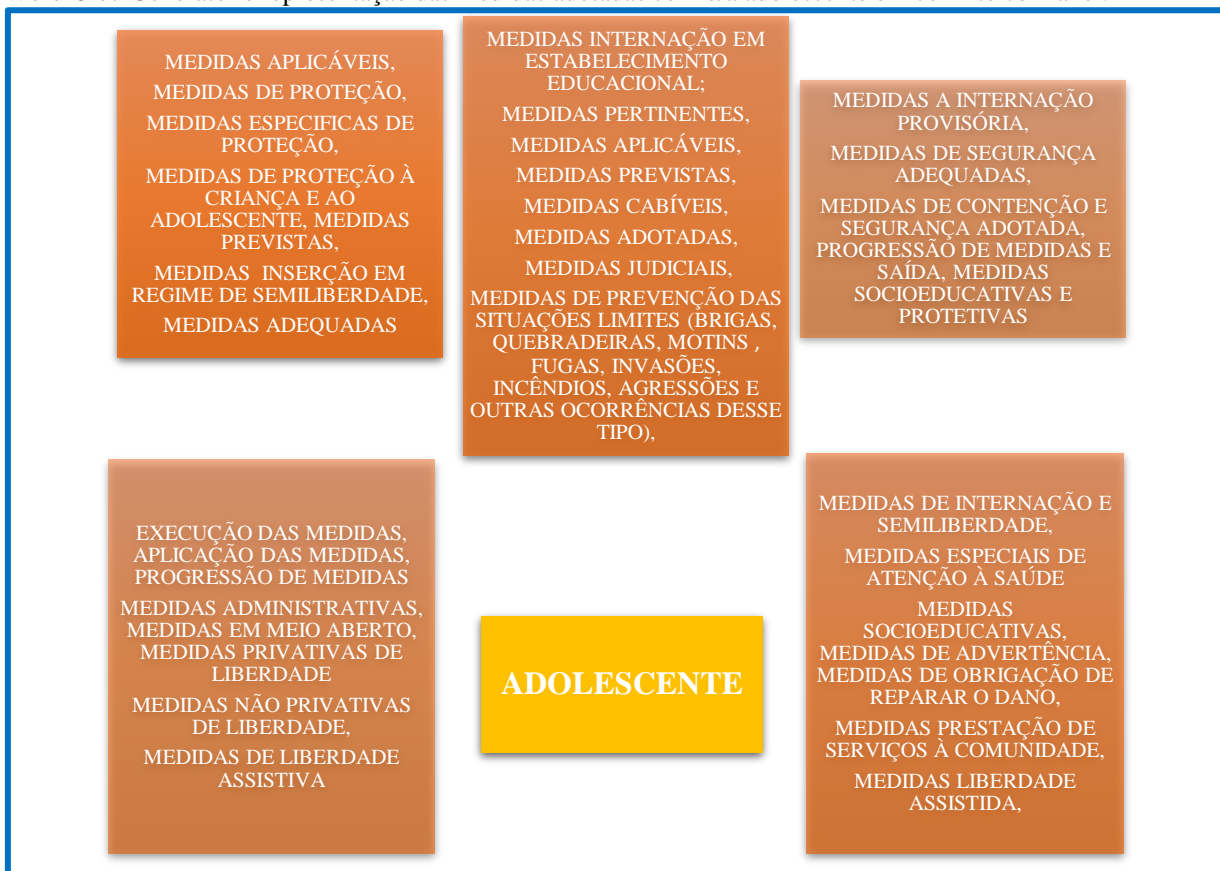 MEDIDAS APLICÁVEIS,
MEDIDAS DE PROTEÇÃO,
MEDIDAS ESPECIFICAS DE
PROTEÇÃO,
MEDIDAS DE PROTEÇÃO À
CRIANÇA E AO
ADOLESCENTE, MEDIDAS
PREVISTAS,
MEDIDAS INSERÇÃO EM
REGIME DE SEMILIBERDADE,
MEDIDAS ADEQUADAS
MEDIDAS INTERNAÇÃO EM
ESTABELECIMENTO
EDUCACIONAL;
MEDIDAS PERTINENTES,
MEDIDAS APLICÁVEIS,
MEDIDAS PREVISTAS,
MEDIDAS CABÍVEIS,
MEDIDAS ADOTADAS,
MEDIDAS JUDICIAIS,
MEDIDAS DE PREVENÇÃO DAS
SITUAÇÕES LIMITES (BRIGAS,
QUEBRADEIRAS, MOTINS ,
FUGAS, INVASÕES,
INCÊNDIOS, AGRESSÕES E
OUTRAS OCORRÊNCIAS DESSE
TIPO),
MEDIDAS A INTERNAÇÃO
PROVISÓRIA,
MEDIDAS DE SEGURANÇA
ADEQUADAS,
MEDIDAS DE CONTENÇÃO E
SEGURANÇA ADOTADA,
PROGRESSÃO DE MEDIDAS E
SAÍDA, MEDIDAS
SOCIOEDUCATIVAS E
PROTETIVAS
EXECUÇÃO DAS MEDIDAS,
APLICAÇÃO DAS MEDIDAS,
PROGRESSÃO DE MEDIDAS
MEDIDAS ADMINISTRATIVAS,
MEDIDAS EM MEIO ABERTO,
MEDIDAS PRIVATIVAS DE
LIBERDADE
MEDIDAS NÃO PRIVATIVAS
DE LIBERDADE,
MEDIDAS DE LIBERDADE
ASSISTIVA
ADOLESCENTE
MEDIDAS DE INTERNAÇÃO E
SEMILIBERDADE,
MEDIDAS ESPECIAIS DE
ATENÇÃO À SAÚDE
MEDIDAS
SOCIOEDUCATIVAS,
MEDIDAS DE ADVERTÊNCIA,
MEDIDAS DE OBRIGAÇÃO DE
REPARAR O DANO,
MEDIDAS PRESTAÇÃO DE
SERVIÇOS À COMUNIDADE,
MEDIDAS LIBERDADE
ASSISTIDA,